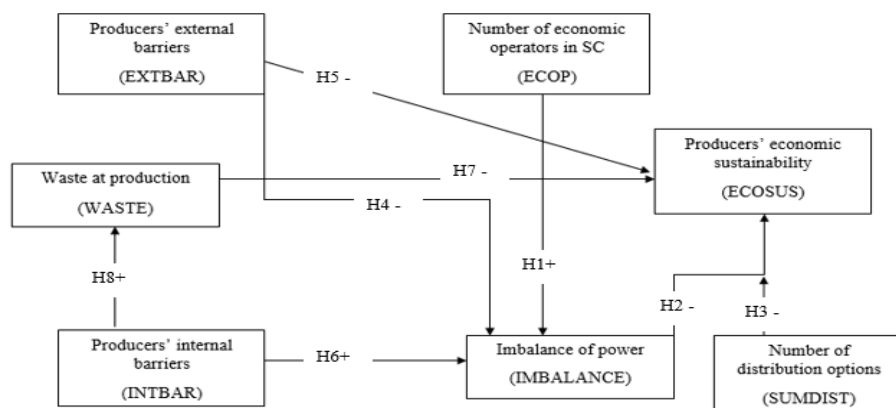 Producers’ external
barriers
(EXTBAR)
Number of economic
operators in SC
(ECOP)
H5 -
Producers’ economic
sustainability
(ECOSUS)
Waste at production
(WASTE)
H7 -
H4 -
H8+
H1+
H2 -
H3 -
Producers’ internal
barriers
(INTBAR)
H6+
Imbalance of power
(IMBALANCE)
Number of
distribution options
(SUMDIST)